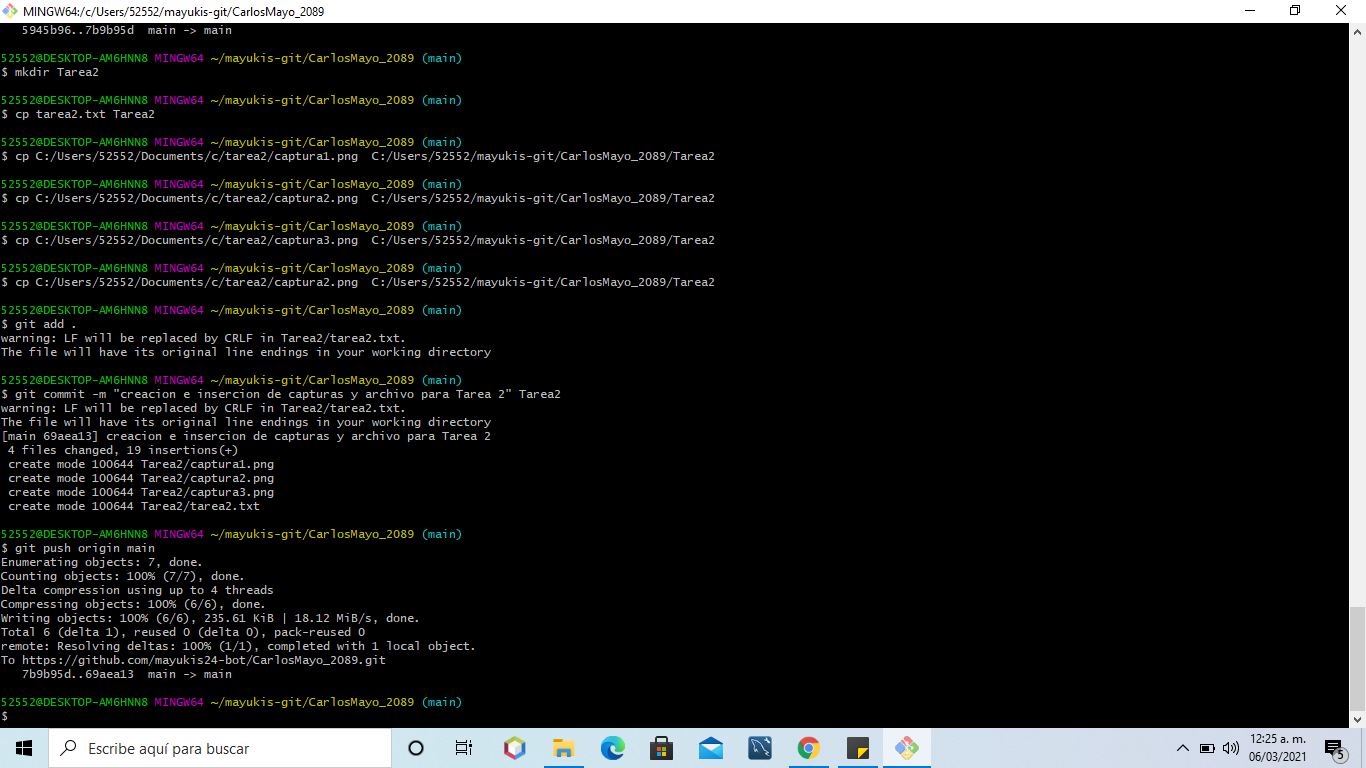 MINGW64:/c/Users/52552/mayukis-git/CarlosMayo_2089
5945b96..7b9b95d  main -> main
52552@DESKTOP-AM6HNN8 MINGW64 ~/mayukis-git/CarlosMayo_2089 (main)
$ mkdir Tarea2
52552@DESKTOP-AM6HNN8 MINGW64 ~/mayukis-git/CarlosMayo_2089 (main)
$ cp tarea2.txt Tarea2
52552@DESKTOP-AM6HNN8 MINGW64 ~/mayukis-git/CarlosMayo_2089 (main)
$ cp C:/Users/52552/Documents/c/tarea2/captura1.png  C:/Users/52552/mayukis-git/CarlosMayo_2089/Tarea2
52552@DESKTOP-AM6HNN8 MINGW64 ~/mayukis-git/CarlosMayo_2089 (main)
$ cp C:/Users/52552/Documents/c/tarea2/captura2.png  C:/Users/52552/mayukis-git/CarlosMayo_2089/Tarea2
52552@DESKTOP-AM6HNN8 MINGW64 ~/mayukis-git/CarlosMayo_2089 (main)
$ cp C:/Users/52552/Documents/c/tarea2/captura3.png  C:/Users/52552/mayukis-git/CarlosMayo_2089/Tarea2
52552@DESKTOP-AM6HNN8 MINGW64 ~/mayukis-git/CarlosMayo_2089 (main)
$ cp C:/Users/52552/Documents/c/tarea2/captura2.png  C:/Users/52552/mayukis-git/CarlosMayo_2089/Tarea2
52552@DESKTOP-AM6HNN8 MINGW64 ~/mayukis-git/CarlosMayo_2089 (main)
$ git add .
warning: LF will be replaced by CRLF in Tarea2/tarea2.txt.
The file will have its original line endings in your working directory
52552@DESKTOP-AM6HNN8 MINGW64 ~/mayukis-git/CarlosMayo_2089 (main)
$ git commit -m "creacion e insercion de capturas y archivo para Tarea 2" Tarea2
warning: LF will be replaced by CRLF in Tarea2/tarea2.txt.
The file will have its original line endings in your working directory
[main 69aea13] creacion e insercion de capturas y archivo para Tarea 2
4 files changed, 19 insertions(+)
create mode 100644 Tarea2/captura1.png
create mode 100644 Tarea2/captura2.png
create mode 100644 Tarea2/captura3.png
create mode 100644 Tarea2/tarea2.txt
52552@DESKTOP-AM6HNN8 MINGW64 ~/mayukis-git/CarlosMayo_2089 (main)
$ git push origin main
Enumerating objects: 7, done.
Counting objects: 100% (7/7), done.
Delta compression using up to 4 threads
Compressing objects: 100% (6/6), done.
Writing objects: 100% (6/6), 235.61 KiB | 18.12 MiB/s, done.
Total 6 (delta 1), reused 0 (delta 0), pack-reused 0
remote: Resolving deltas: 100% (1/1), completed with 1 local object.
To https://github.com/mayukis24-bot/CarlosMayo_2089.git
7b9b95d..69aea13  main -> main
52552@DESKTOP-AM6HNN8 MINGW64 ~/mayukis-git/CarlosMayo_2089 (main)
$
Escribe aquí para buscar
12:25 a. m.
06/03/2021
5